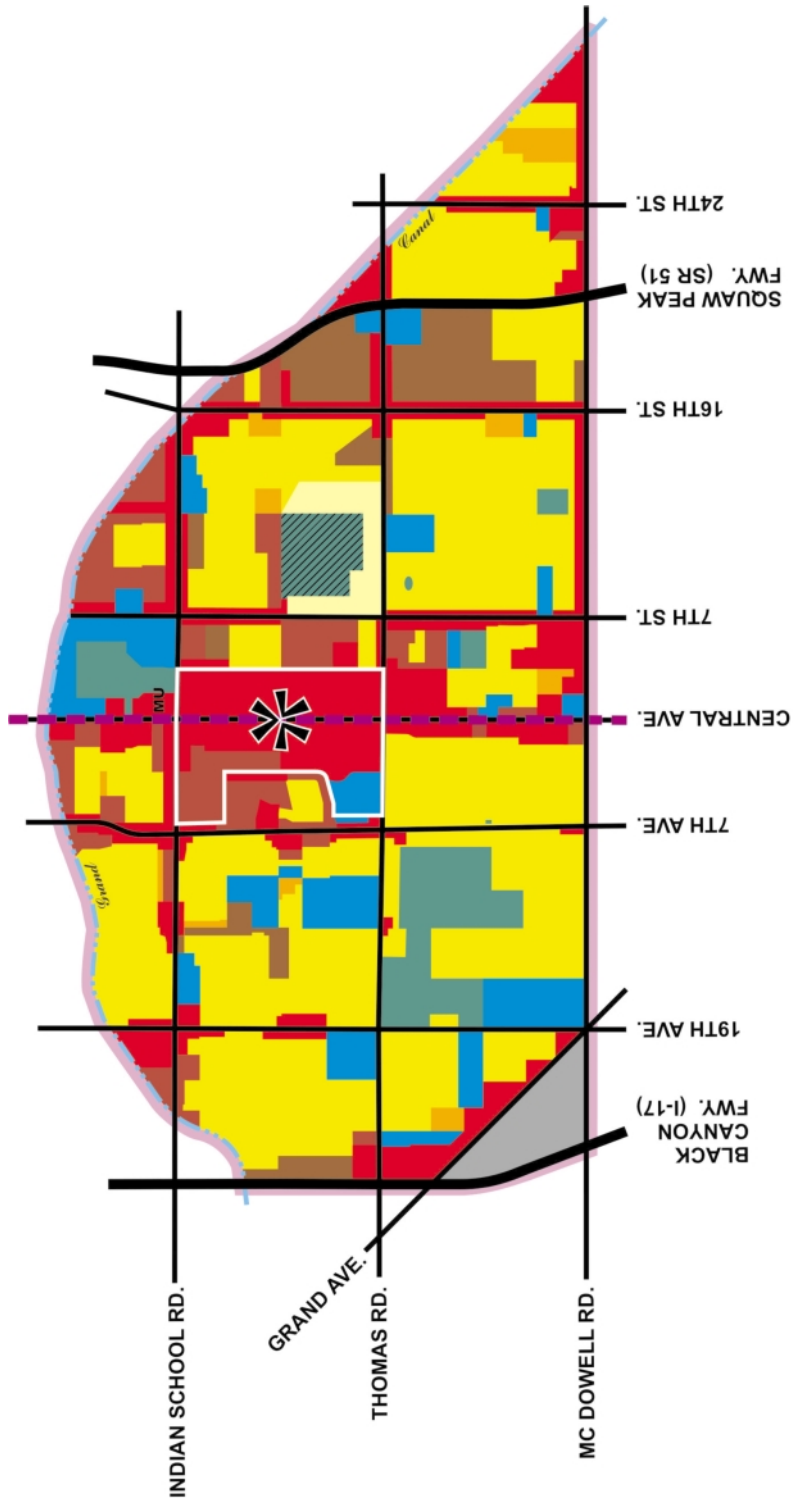 MU
Canal
Grand
24TH ST.
SQUAW PEAK
FWY. (SR 51)
16TH ST.
7TH ST.
CENTRAL AVE.
7TH AVE.
19TH AVE.
BLACK
CANYON
FWY. (I-17)
GRAND AVE.
INDIAN SCHOOL RD.
THOMAS RD.
MC DOWELL RD.